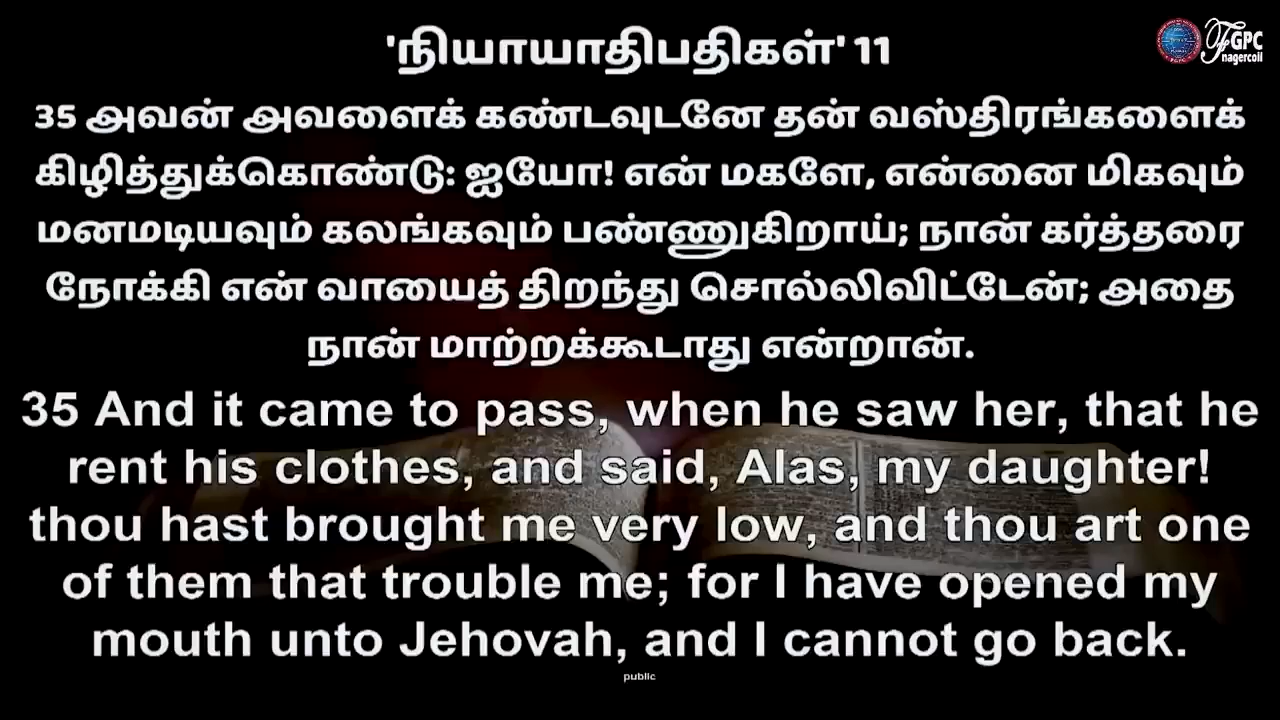 'நியாயாதிபதிகள்' 11
FGPC
nagercoil
35 அவன் அவளைக் கண்டவுடனே தன் வஸ்திரங்களைக்
கிழித்துக்கொண்டு: ஐயோ! என் மகளே, என்னை மிகவும்
மனமடியவும் கலங்கவும் பண்ணுகிறாய்; நான் கர்த்தரை
நோக்கி என் வாயைத் திறந்து சொல்லிவிட்டேன்; அதை
நான் மாற்றக்கூடாது என்றான்.
35 And it came to pass, when he saw her, that he
rent his clothes, and said, Alas, my daughter!
thou hast brought me very low, and thou art one
of them that trouble me; for I have opened my
mouth unto Jehovah, and I cannot go back.
public